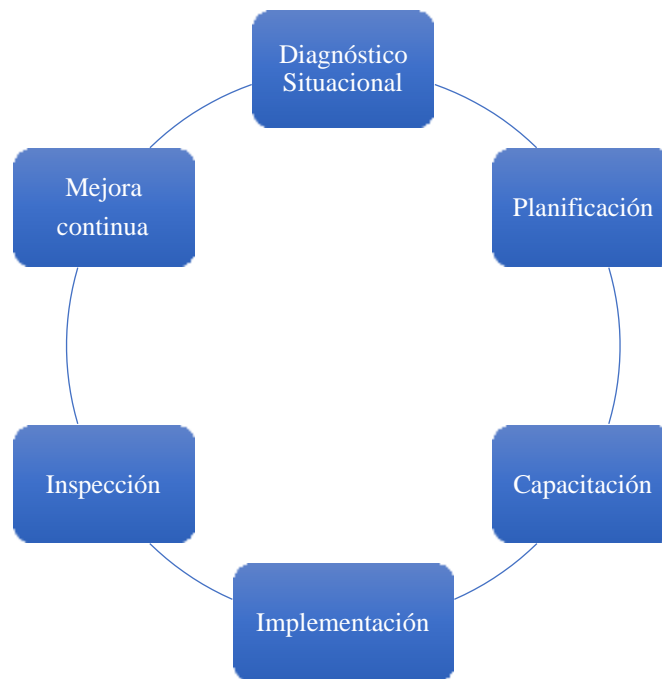 Diagnóstico
Situacional
Planificación
Capacitación
Implementación
Inspección
Mejora
continua